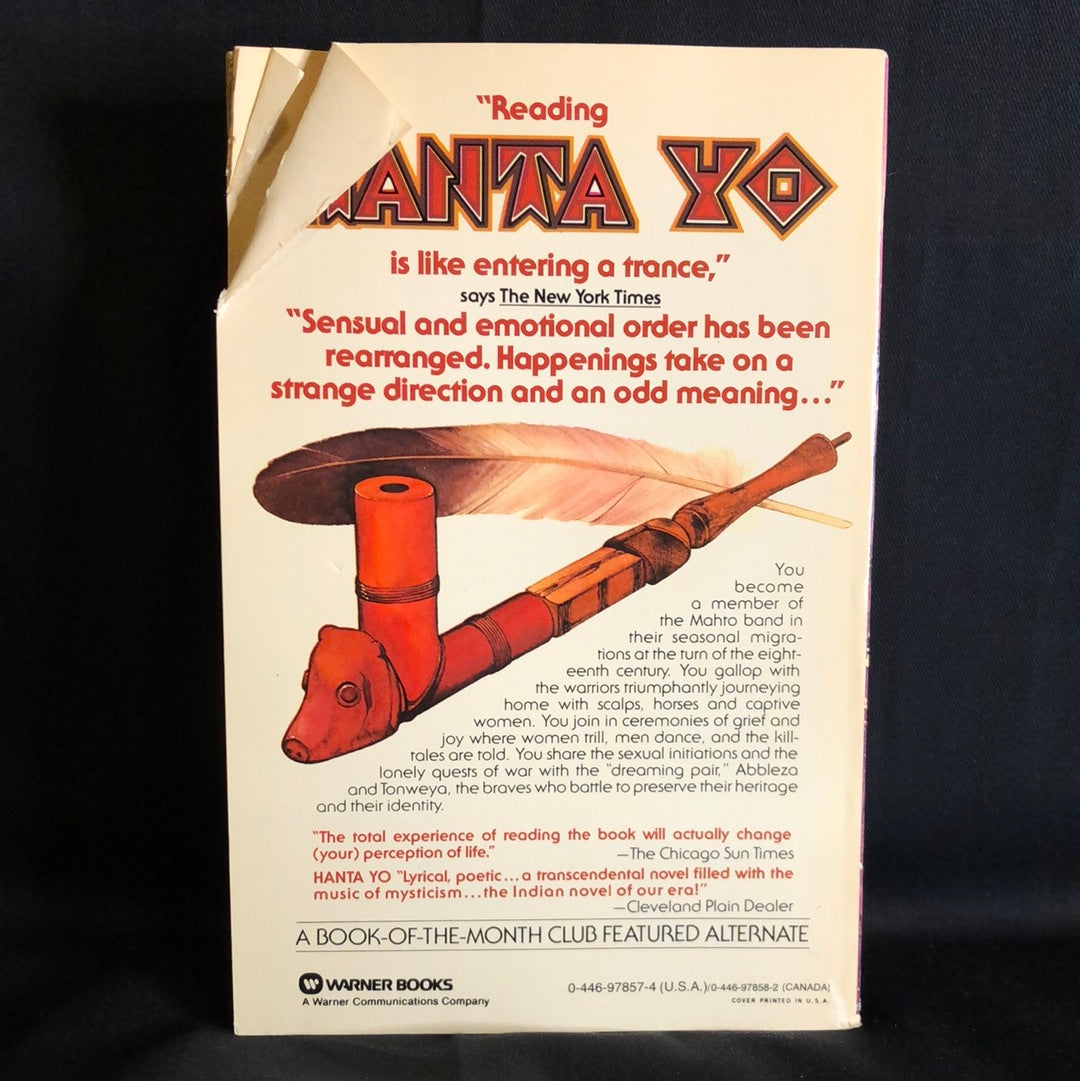 "Reading
HANTA YO
is like entering a trance,"
says The New York Times
"Sensual and emotional order has been
rearranged. Happenings take on a
strange direction and an odd meaning..."
You
become
a member of
the Mahto band in
their seasonal migra-
tions at the turn of the eight-
eenth century. You gallop with
the warriors triumphantly journeying
home with scalps, horses and captive
women. You join in ceremonies of grief and
joy where women trill, men dance, and the kill-
tales are told. You share the sexual initiations and the
lonely quests of war with the "dreaming pair," Abbleza
and Tonweya, the braves who battle to preserve their heritage
and their identity.
"The total experience of reading the book will actually change
(your) perception of life."
—The Chicago Sun Times
HANTA YO "Lyrical, poetic...a transcendental novel filled with the
music of mysticism...the Indian novel of our era!"
—Cleveland Plain Dealer
A BOOK-OF-THE-MONTH CLUB FEATURED ALTERNATE
WARNER BOOKS
A Warner Communications Company
0-446-97857-4 (U.S.A.)/0-446-97858-2 (CANADA)
COVER PRINTED IN U.S.A.